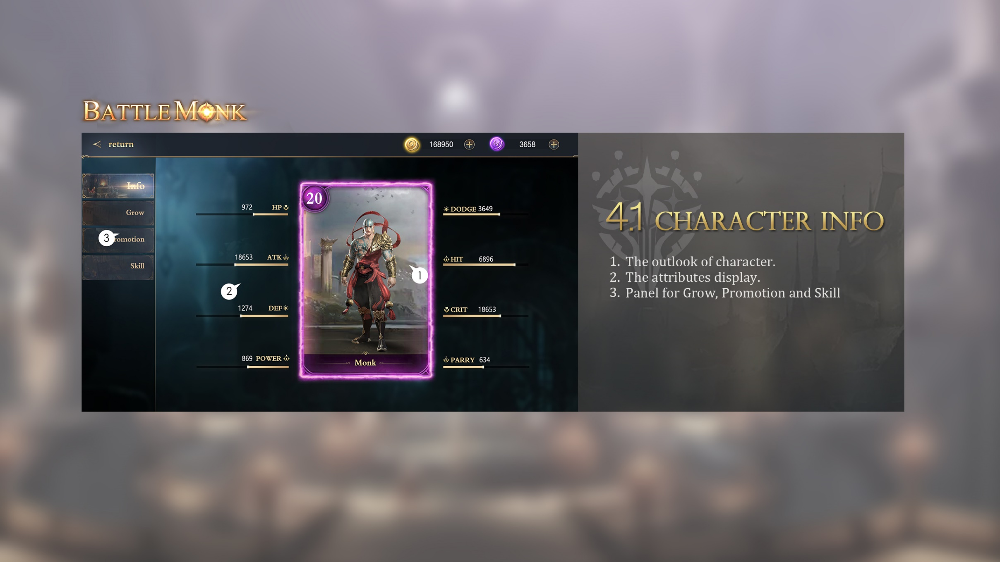 BATTLE MONK
return
G 168950 M 3658
Info
Grow
3 romotion
Skill
20
Monk
1
972 HP
18653 ATK
2
1274 DEF
869 POWER
DODGE 3649
HIT 6896
CRIT 18653
PARRY 634
4.1 CHARACTER INFO
1. The outlook of character.
2. The attributes display.
3. Panel for Grow, Promotion and Skill